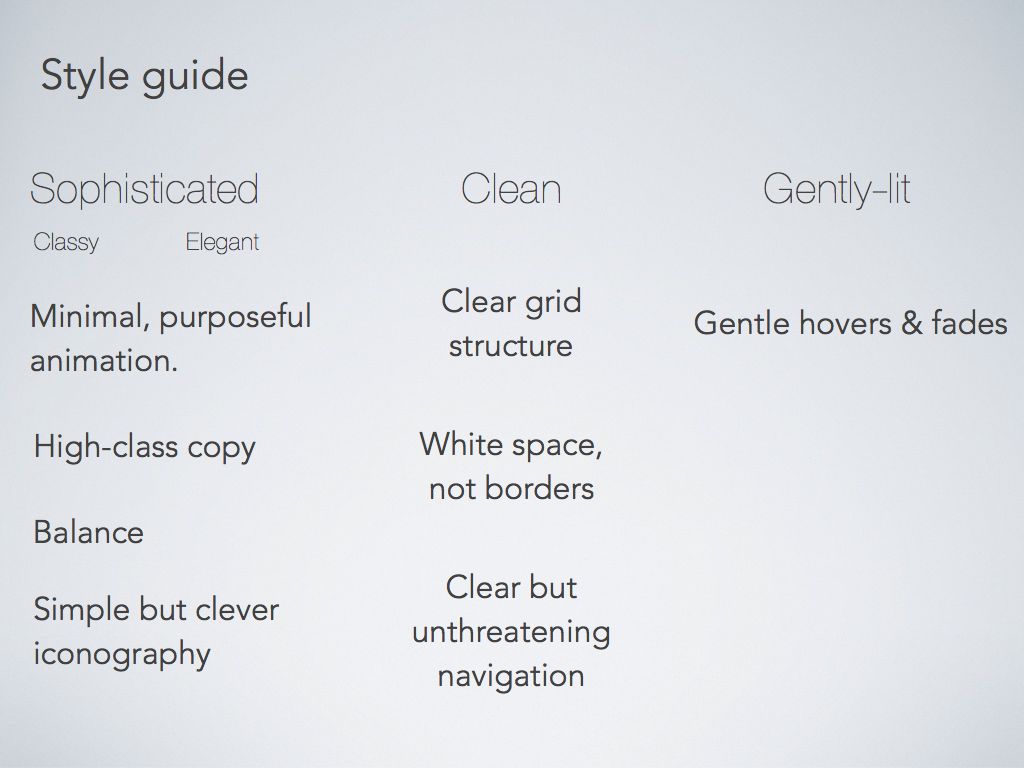 Style guide
Sophisticated
Classy Elegant
Minimal, purposeful
animation.
High-class copy
Balance
Simple but clever
iconography
Clean
Clear grid
structure
White space,
not borders
Clear but
unthreatening
navigation
Gently-lit
Gentle hovers & fades